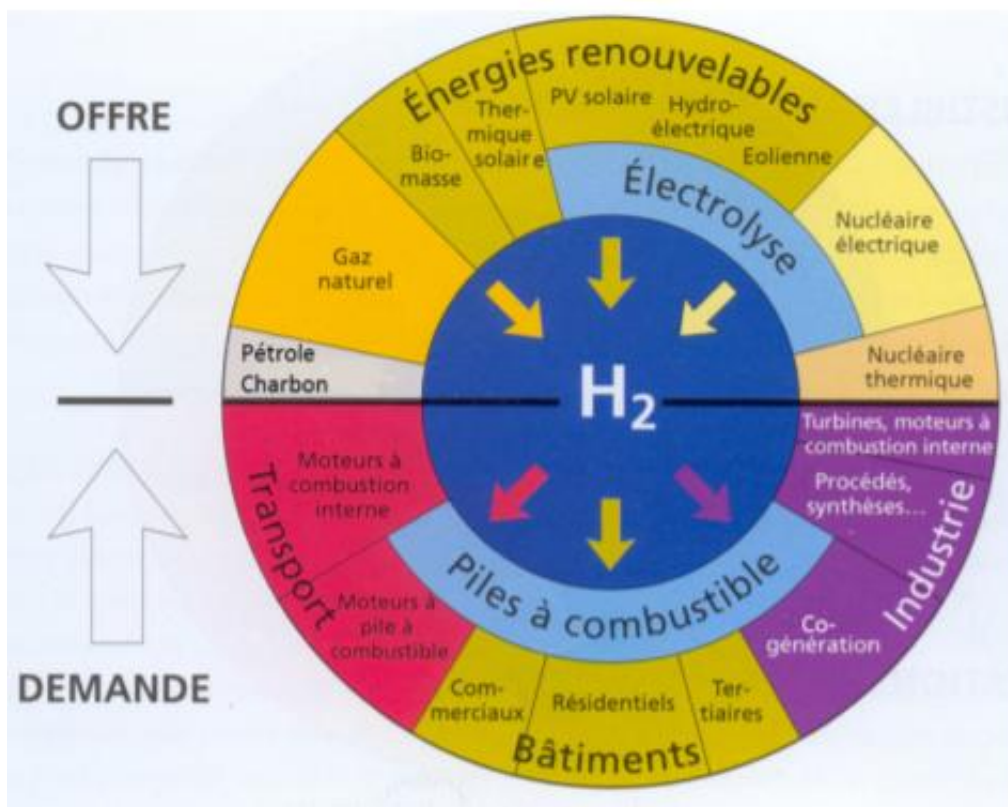 OFFRE
Énergies renouvelables
PV solaire
Hydro-
électrique
Eolienne
Ther-
mique
solaire
Bio-
masse
Électrolyse
Nucléaire
électrique
Gaz
naturel
Pétrole
Charbon
Nucléaire
thermique
H₂
Turbines, moteurs à
combustion interne
Moteurs à
combustion
interne
Procédés,
synthèses...
Transport
Industrie
Piles à combustible
Moteurs à
pile à
combustible
Co-
génération
DEMANDE
Com-
merciaux
Résidentiels
Ter-
tiaires
Bâtiments